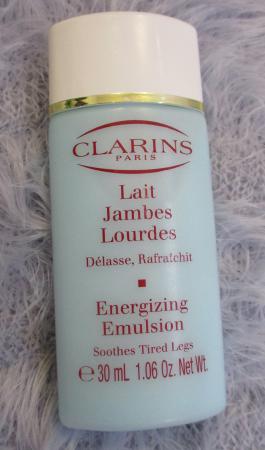 CLARINS
PARIS
Lait
Jambes
Lourdes
Délasse, Rafraîchit
Energizing
Emulsion
Soothes Tired Legs
℮ 30 mL 1.06 Oz. Net Wt.